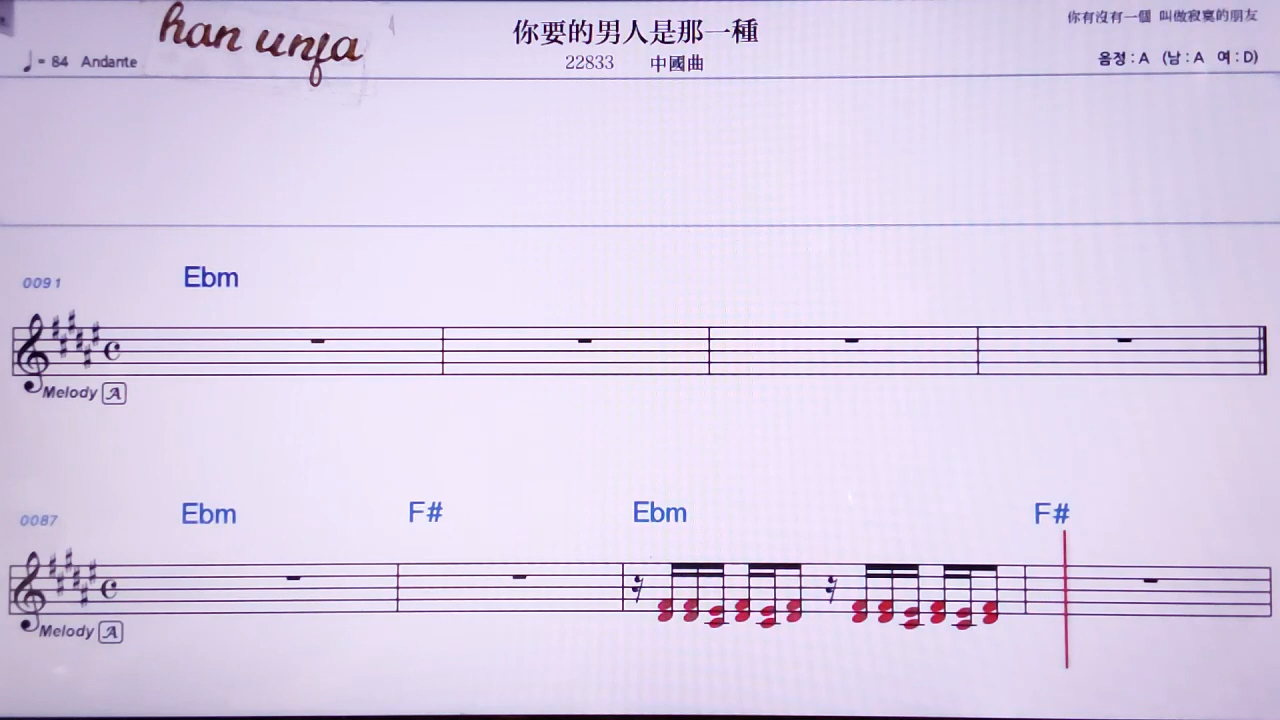 han unja
你要的男人是那一種
你有沒有一個 叫做寂寞的朋友
♩= 84 Andante
22833 中國曲
음정 : A (남 : A 여 : D)
0091 Ebm
Melody A
0087 Ebm F# Ebm F#
Melody A